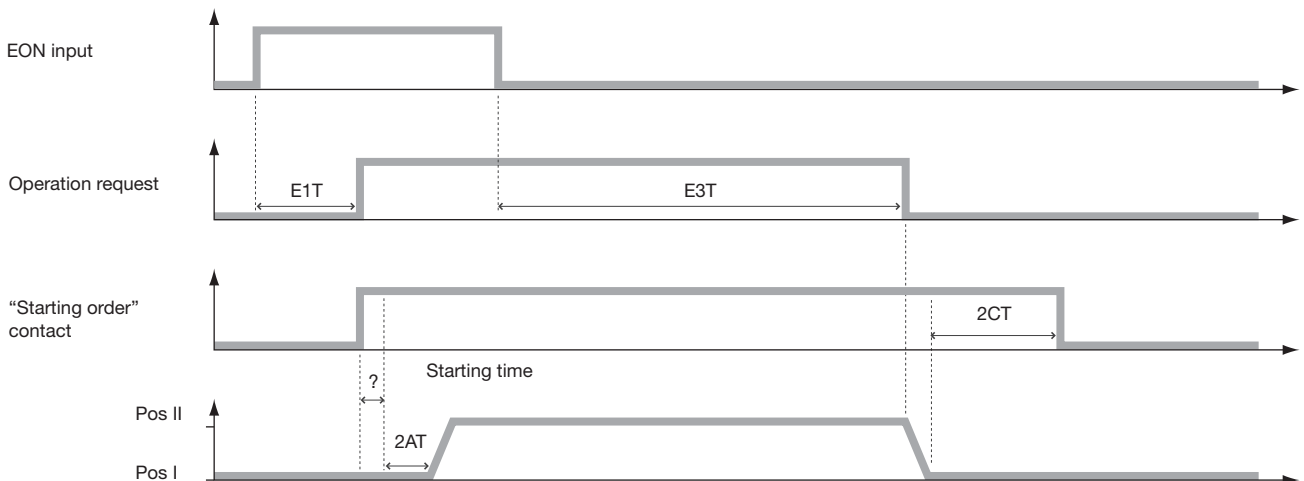 EON input
Operation request
E1T
E3T
“Starting order”
contact
2CT
Starting time
?
Pos II
2AT
Pos I